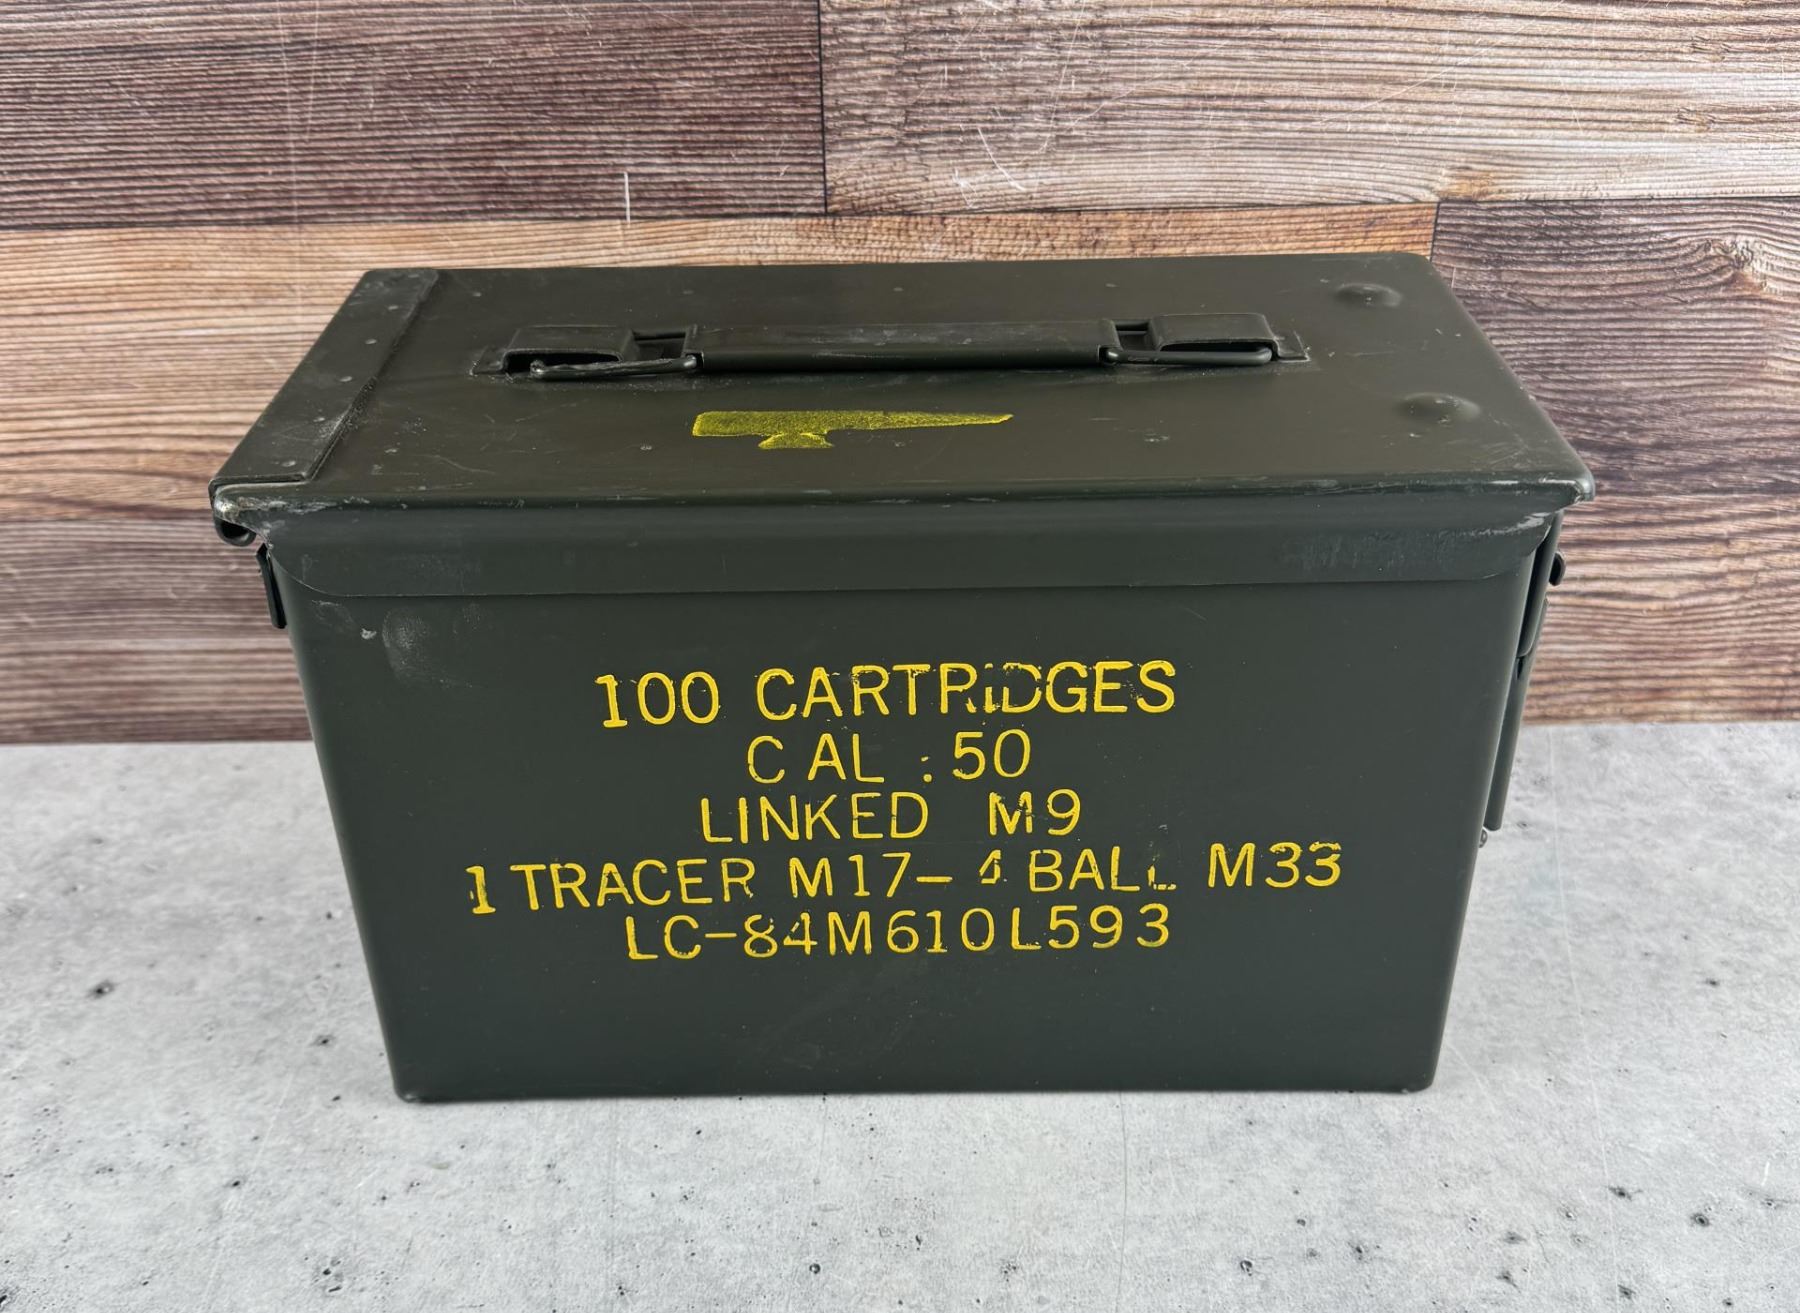 100 CARTRIDGES
CAL .50
LINKED M9
1 TRACER M17-4 BALL M33
LC-84M610L593